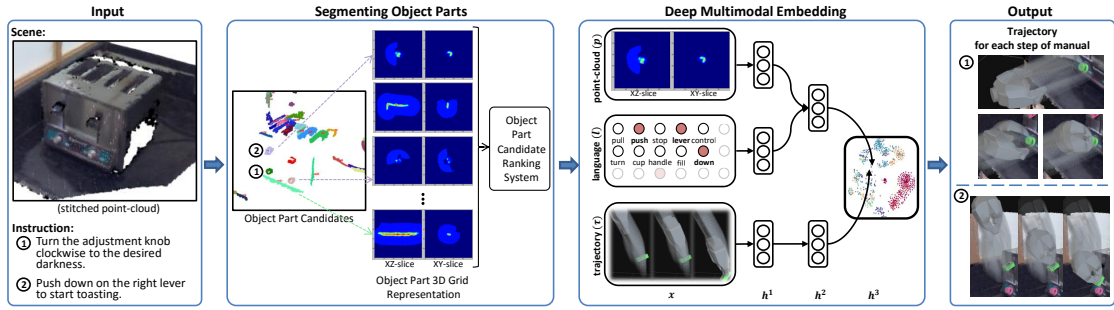 Input
Scene:
(stitched point-cloud)
Instruction:
1 Turn the adjustment knob
clockwise to the desired
darkness.
2 Push down on the right lever
to start toasting.
Segmenting Object Parts
2
1
Object Part Candidates
XZ-slice XY-slice
Object Part 3D Grid
Representation
Object
Part
Candidate
Ranking
System
Deep Multimodal Embedding
point-cloud (p)
XZ-slice XY-slice
language (l)
pull push stop lever control
turn cup handle fill down
trajectory (τ)
x h¹ h² h³
Output
Trajectory
for each step of manual
1
2